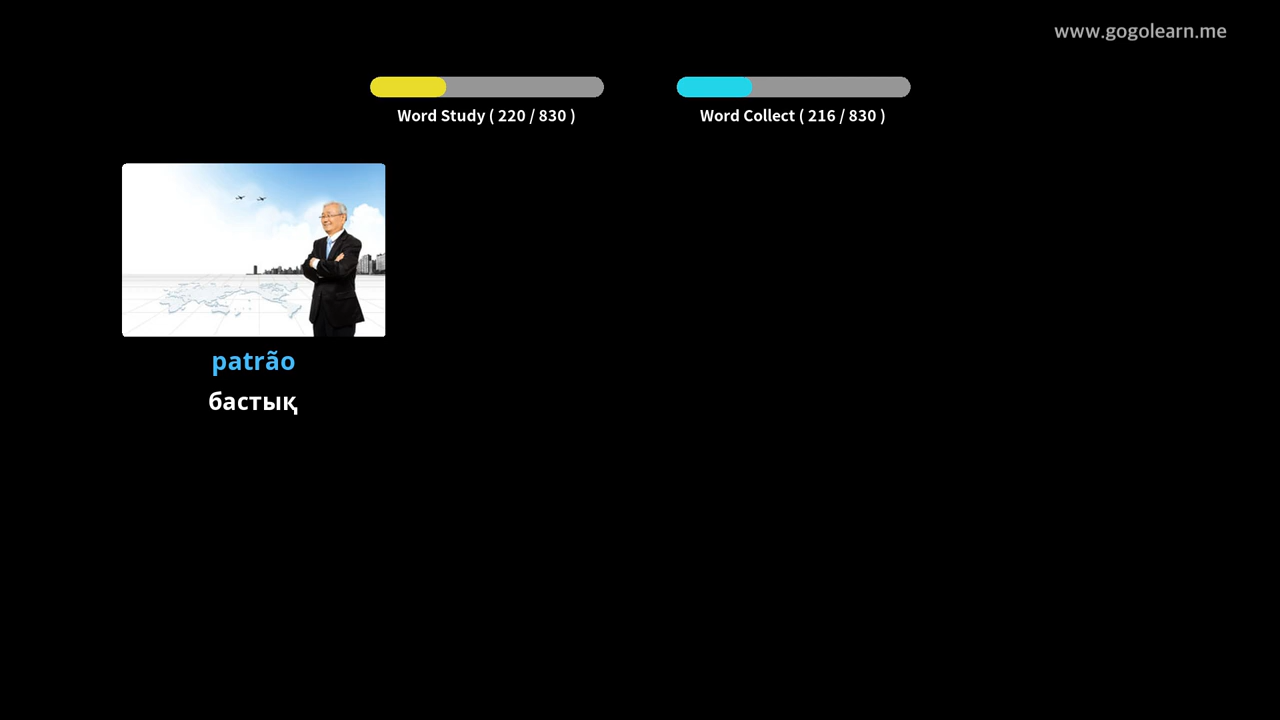 www.gogolearn.me
Word Study ( 220 / 830 )
Word Collect ( 216 / 830 )
patrão
бастық